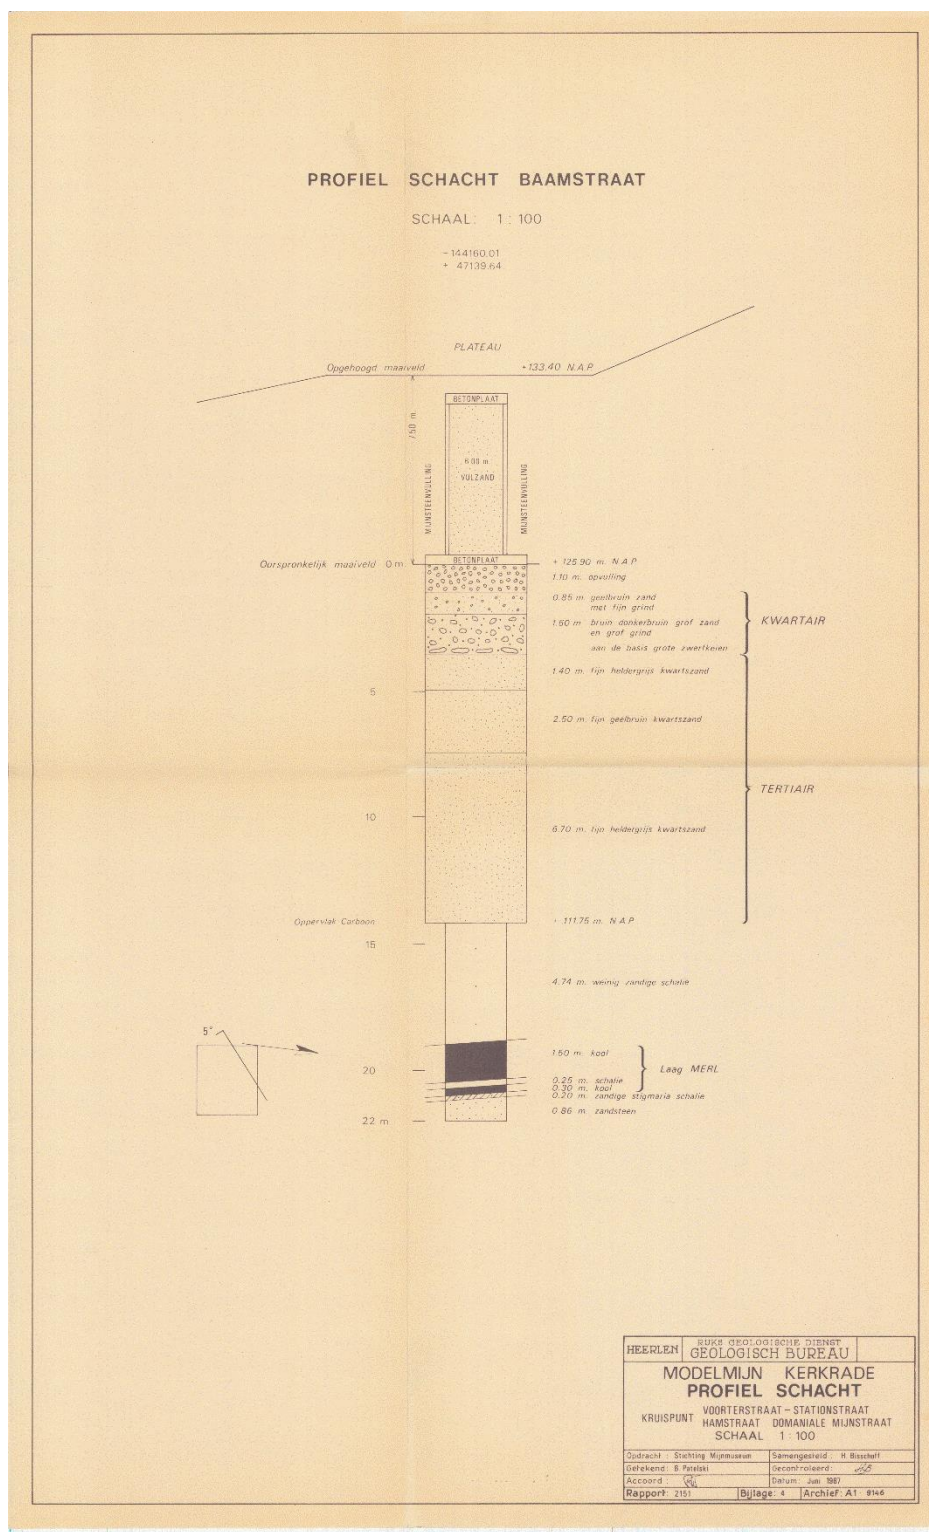 PROFIEL SCHACHT BAAMSTRAAT
SCHAAL: 1 : 100
- 144160.01
+ 47139.64
PLATEAU
Opgehoogd maaiveld +133.40 N.A.P.
BETONPLAAT
7.50 m.
6.00 m
VULZAND
MIJNSTEENVULLING
MIJNSTEENVULLING
BETONPLAAT
Oorspronkelijk maaiveld 0 m
+ 125.90 m. N.A.P
1.10 m. opvulling
0.85 m. geelbruin zand
met fijn grind
1.60 m bruin donkerbruin grof zand
en grof grind
aan de basis grote zwerfkeien
KWARTAIR
1.40 m. fijn heldergrijs kwartszand
5
2.50 m. fijn geelbruin kwartszand
TERTIAIR
10
6.70 m. fijn heldergrijs kwartszand
Oppervlak Carboon
+ 111.75 m. N.A.P
15
4.74 m. weinig zandige schalie
5°
1.50 m. kool
20
Laag MERL
0.25 m. schalie
0.30 m. kool
0.20 m. zandige stigmaria schalie
0.86 m. zandsteen
22 m
HEERLEN
RIJKS GEOLOGISCHE DIENST
GEOLOGISCH BUREAU
MODELMIJN KERKRADE
PROFIEL SCHACHT
KRUISPUNT VOORTERSTRAAT - STATIONSTRAAT
HAMSTRAAT DOMANIALE MIJNSTRAAT
SCHAAL 1 : 100
Opdracht : Stichting Mijnmuseum
Samengesteld : H. Bisschoff
Getekend: B. Patelski
Gecontroleerd:
Accoord :
Datum: Juni 1987
Rapport: 2151
Bijlage: 4
Archief: A1 9146